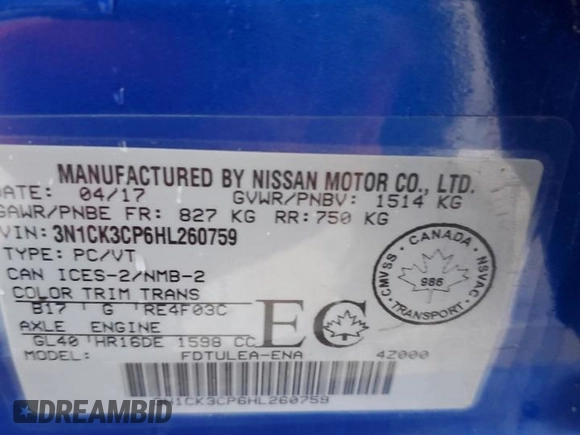 MANUFACTURED BY NISSAN MOTOR CO., LTD.
DATE: 04/17 GVWR/PNBV: 1514 KG
GAWR/PNBE FR: 827 KG RR: 750 KG
VIN: 3N1CK3CP6HL260759
TYPE: PC/VT
CAN ICES-2/NMB-2
COLOR TRIM TRANS
B17 G RE4F03C
AXLE ENGINE
GL40 HR16DE 1598 CC
MODEL: FDTULEA-ENA 42000
EC
CANADA
CMVSS NSVAC
986
TRANSPORT
3N1CK3CP6HL260759
DREAMBID